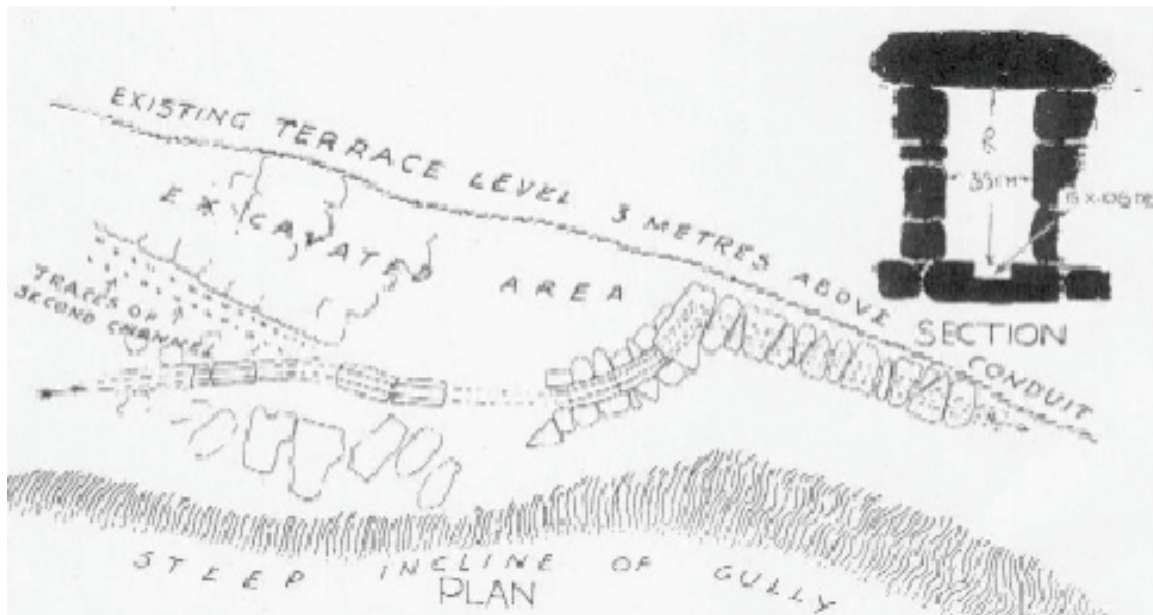 EXISTING TERRACE LEVEL 3 METRES ABOVE CONDUIT
EXCAVATED AREA
TRACES OF
SECOND CHANNEL
STEEP INCLINE OF GULLY
PLAN
35CM
SECTION